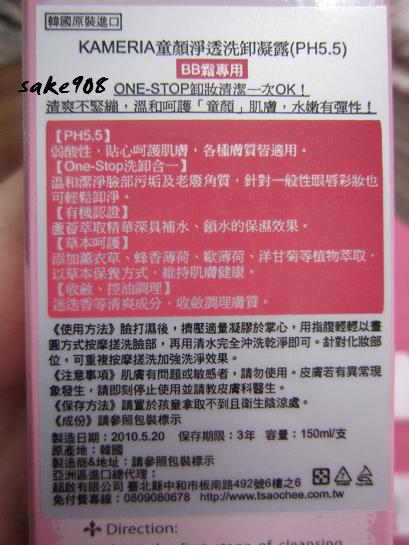 韓國原裝進口
KAMERIA童顏淨透洗卸凝露(PH5.5)
sake908
BB霜專用
ONE-STOP卸妝清潔一次OK!
清爽不緊繃，溫和呵護「童顏」肌膚，水嫩有彈性！
【PH5.5】
弱酸性，貼心呵護肌膚，各種膚質皆適用。
【One-Stop洗卸合一】
溫和潔淨臉部污垢及老廢角質，針對一般性眼唇彩妝也
可輕鬆卸淨。
【有機認證】
蘆薈萃取精華深具補水、鎖水的保濕效果。
【草本呵護】
添加薰衣草、蜂香薄荷、歐薄荷、洋甘菊等植物萃取，
以草本保養方式，維持肌膚健康。
【收斂、控油調理】
迷迭香等清爽成分，收斂調理膚質。
《使用方法》臉打濕後，擠壓適量凝膠於掌心，用指腹輕輕以畫
圓方式按摩搓洗臉部，再用清水完全沖洗乾淨即可。針對化妝部
位，可重複按摩搓洗加強洗淨效果。
《注意事項》肌膚有問題或敏感者，請勿使用。皮膚若有異常現
象發生，請即刻停止使用並請教皮膚科醫生。
《保存方法》請置於孩童拿取不到且衛生陰涼處。
《成份》請參照包裝標示
製造日期：2010.5.20 保存期限：3年 容量：150ml/支
原產地：韓國
製造商&地址：請參照包裝標示
亞洲區進口總代理：
超啟有限公司 臺北縣中和市板南路492號6樓之6
免付費專線：0809080678 http://www.tsaochee.com.tw
Direction: